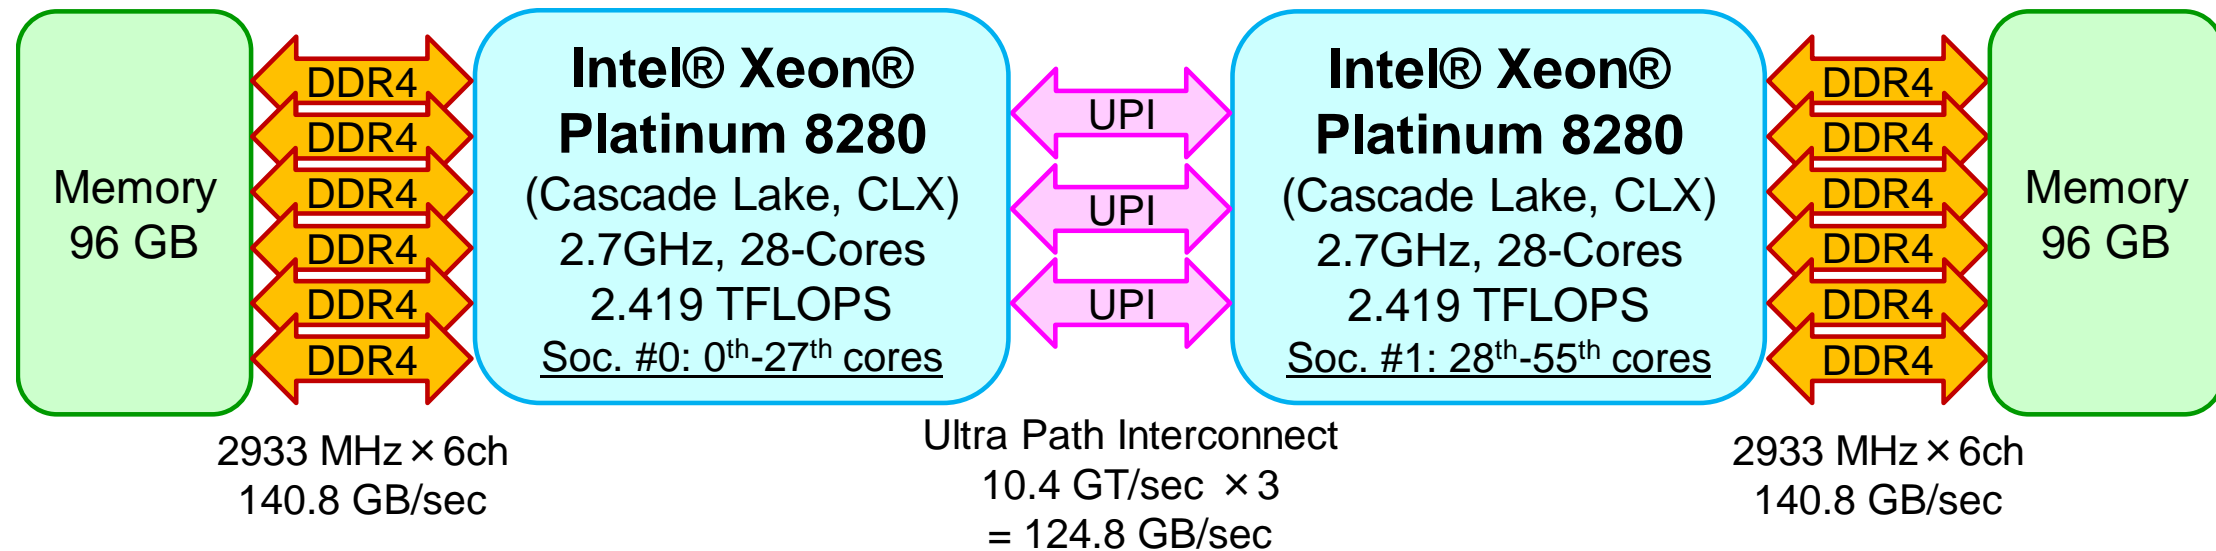 Memory
96 GB
DDR4
DDR4
DDR4
DDR4
DDR4
DDR4
2933 MHz×6ch
140.8 GB/sec
Intel® Xeon®
Platinum 8280
(Cascade Lake, CLX)
2.7GHz, 28-Cores
2.419 TFLOPS
Soc. #0: 0th-27th cores
UPI
UPI
UPI
Ultra Path Interconnect
10.4 GT/sec ×3
= 124.8 GB/sec
Intel® Xeon®
Platinum 8280
(Cascade Lake, CLX)
2.7GHz, 28-Cores
2.419 TFLOPS
Soc. #1: 28th-55th cores
DDR4
DDR4
DDR4
DDR4
DDR4
DDR4
2933 MHz×6ch
140.8 GB/sec
Memory
96 GB